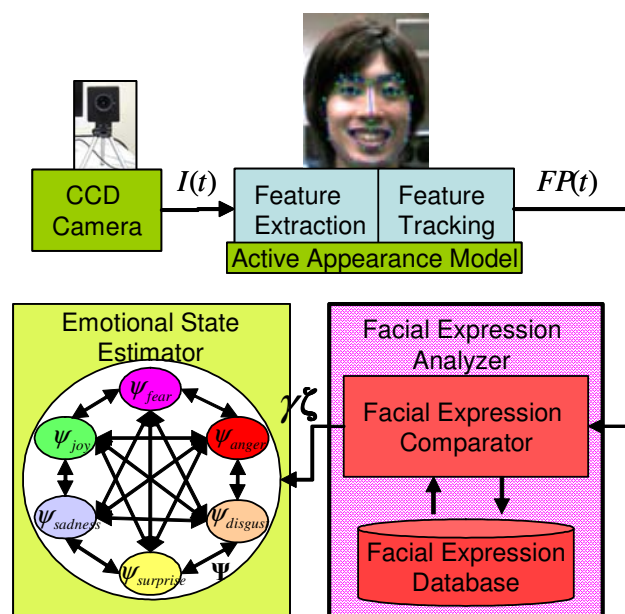 CCD
Camera
I(t)
Feature
Extraction
Feature
Tracking
FP(t)
Active Appearance Model
Emotional State
Estimator
ψfear
ψjoy
ψanger
ψsadness
ψdisgust
ψsurprise
Ψ
γζ
Facial Expression
Analyzer
Facial Expression
Comparator
Facial Expression
Database